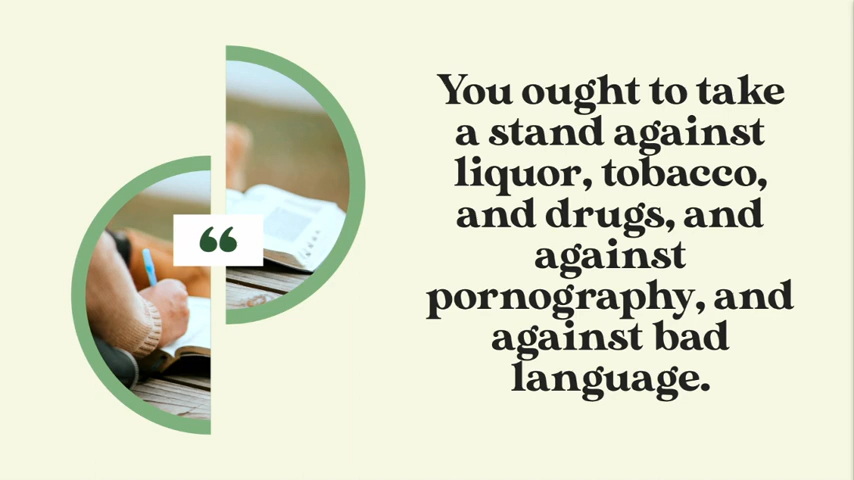 “
You ought to take
a stand against
liquor, tobacco,
and drugs, and
against
pornography, and
against bad
language.